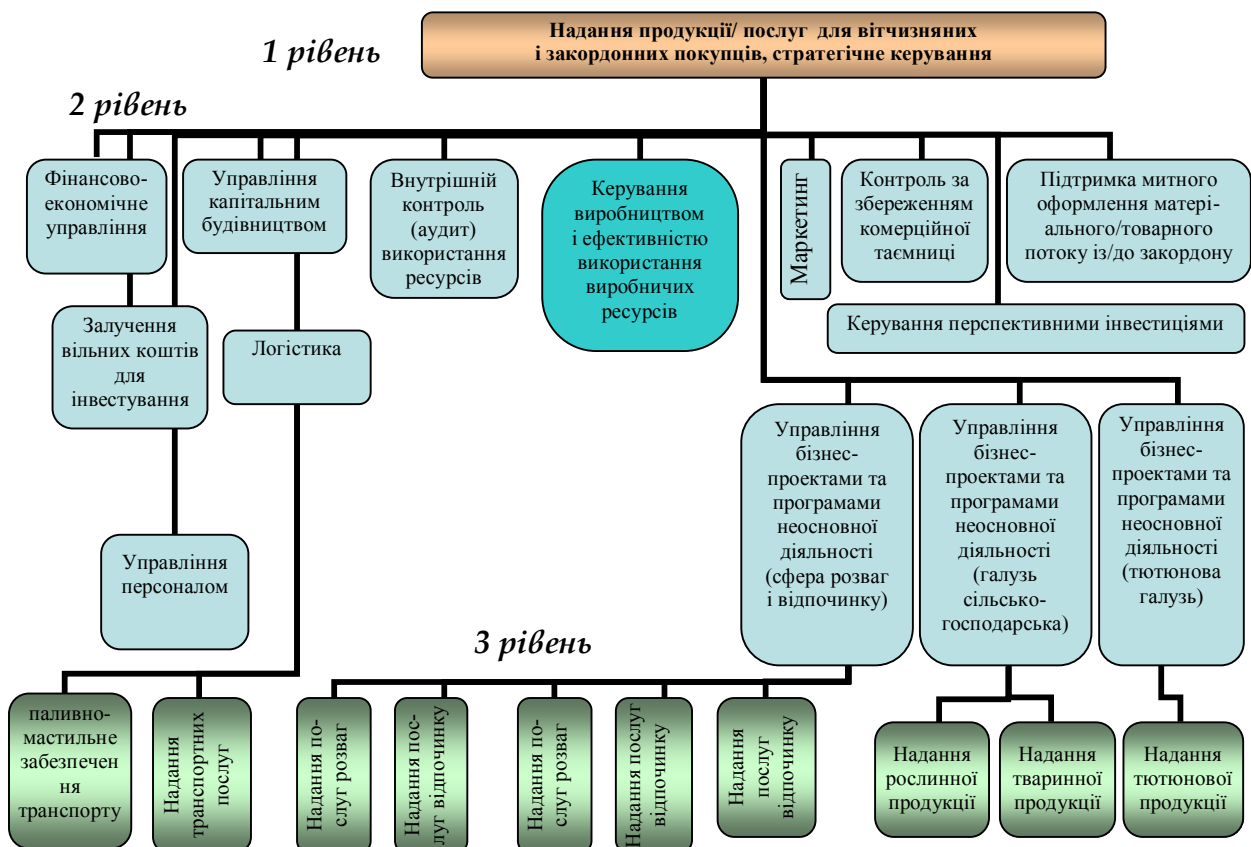 Надання продукції/ послуг для вітчизняних
і закордонних покупців, стратегічне керування
1 рівень
2 рівень
Фінансово-
економічне
управління
Управління
капітальним
будівництвом
Внутрішній
контроль
(аудит)
використання
ресурсів
Керування
виробництвом
і ефективністю
використання
виробничих
ресурсів
Маркетинг
Контроль за
збереженням
комерційної
таємниці
Підтримка митного
оформлення матері-
ального/товарного
потоку із/до закордону
Керування перспективними інвестиціями
Залучення
вільних коштів
для
інвестування
Логістика
Управління
персоналом
Управління
бізнес-
проектами та
програмами
неосновної
діяльності
(сфера розваг
і відпочинку)
Управління
бізнес-
проектами та
програмами
неосновної
діяльності
(галузь
сільсько-
господарська)
Управління
бізнес-
проектами та
програмами
неосновної
діяльності
(тютюнова
галузь)
3 рівень
паливно-
мастильне
забезпечен
ня
транспорту
Надання
транспортних
послуг
Надання по-
слуг розваг
Надання пос-
луг відпочинку
Надання по-
слуг розваг
Надання послуг
відпочинку
Надання
послуг
відпочинку
Надання
рослинної
продукції
Надання
тваринної
продукції
Надання
тютюнової
продукції